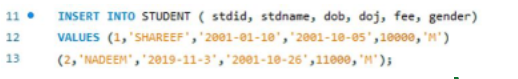 11 INSERT INTO STUDENT ( stdid, stdname, dob, doj, fee, gender)
12 VALUES (1,'SHAREEF','2001-01-10','2001-10-05',10000,'M')
13 (2,'NADEEM','2019-11-3','2001-10-26',11000,'M');